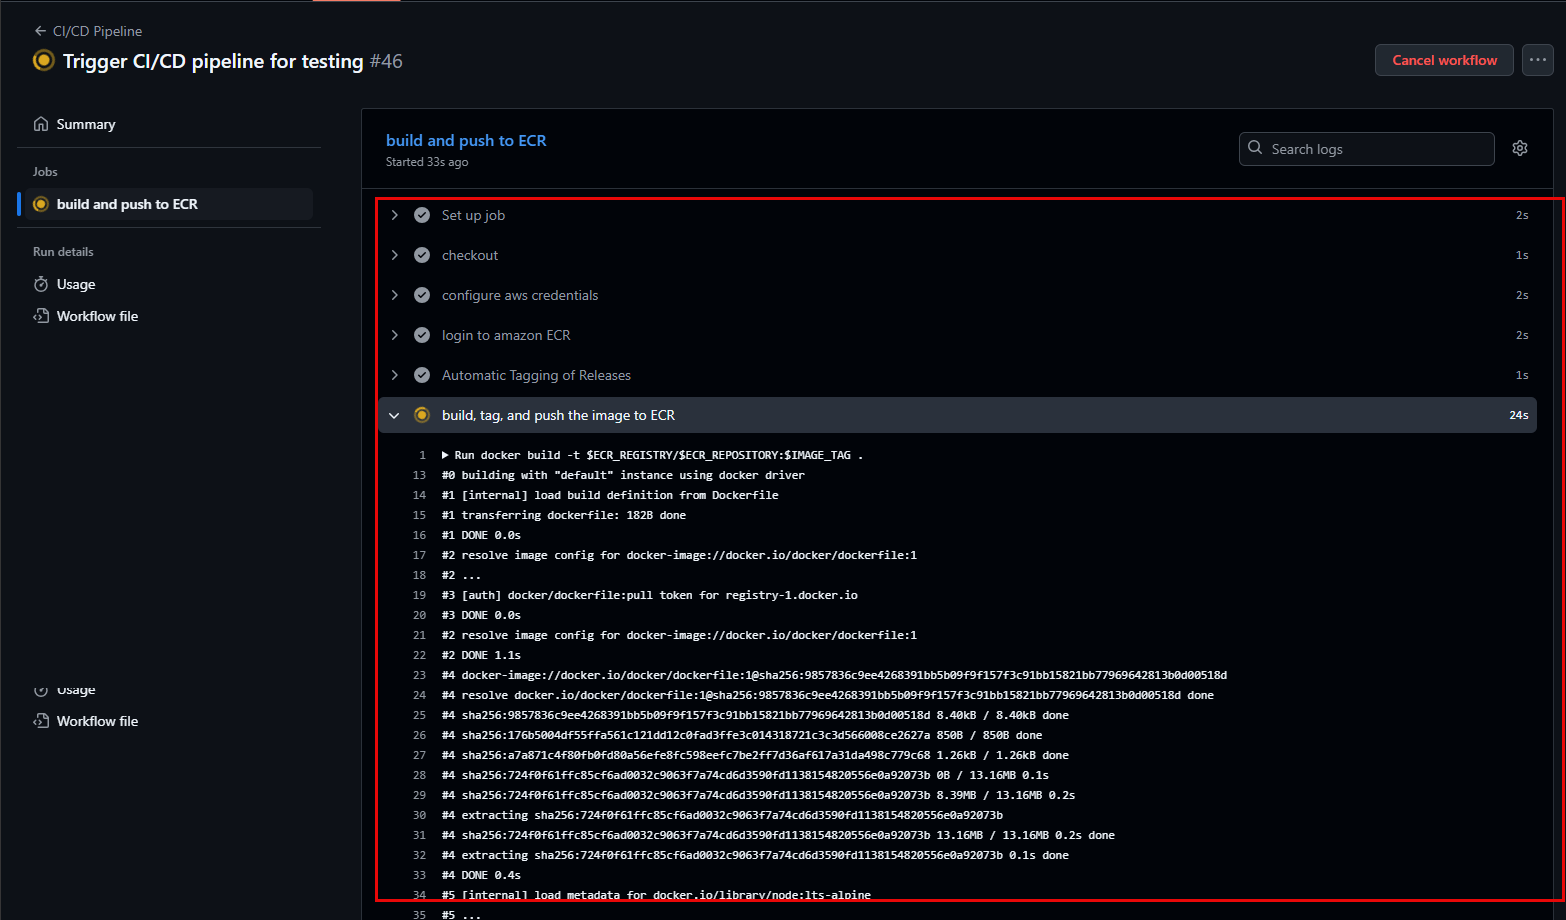 CI/CD Pipeline
Trigger CI/CD pipeline for testing #46
Cancel workflow
...
Summary
Jobs
build and push to ECR
Run details
Usage
Workflow file
Usage
Workflow file
build and push to ECR
Started 33s ago
Search logs
Set up job 2s
checkout 1s
configure aws credentials 2s
login to amazon ECR 2s
Automatic Tagging of Releases 1s
build, tag, and push the image to ECR 24s
1 Run docker build -t $ECR_REGISTRY/$ECR_REPOSITORY:$IMAGE_TAG .
13 #0 building with "default" instance using docker driver
14 #1 [internal] load build definition from Dockerfile
15 #1 transferring dockerfile: 182B done
16 #1 DONE 0.0s
17 #2 resolve image config for docker-image://docker.io/docker/dockerfile:1
18 #2 ...
19 #3 [auth] docker/dockerfile:pull token for registry-1.docker.io
20 #3 DONE 0.0s
21 #2 resolve image config for docker-image://docker.io/docker/dockerfile:1
22 #2 DONE 1.1s
23 #4 docker-image://docker.io/docker/dockerfile:1@sha256:9857836c9ee4268391bb5b09f9f157f3c91bb15821bb77969642813b0d00518d
24 #4 resolve docker.io/docker/dockerfile:1@sha256:9857836c9ee4268391bb5b09f9f157f3c91bb15821bb77969642813b0d00518d done
25 #4 sha256:9857836c9ee4268391bb5b09f9f157f3c91bb15821bb77969642813b0d00518d 8.40kB / 8.40kB done
26 #4 sha256:176b5004df55ffa561c121dd12c0fad3ffe3c014318721c3c3d566008ce2627a 850B / 850B done
27 #4 sha256:a7a871c4f80fb0fd80a56efe8fc598eefc7be2ff7d36af617a31da498c779c68 1.26kB / 1.26kB done
28 #4 sha256:724f0f61ffc85cf6ad0032c9063f7a74cd6d3590fd1138154820556e0a92073b 0B / 13.16MB 0.1s
29 #4 sha256:724f0f61ffc85cf6ad0032c9063f7a74cd6d3590fd1138154820556e0a92073b 8.39MB / 13.16MB 0.2s
30 #4 extracting sha256:724f0f61ffc85cf6ad0032c9063f7a74cd6d3590fd1138154820556e0a92073b
31 #4 sha256:724f0f61ffc85cf6ad0032c9063f7a74cd6d3590fd1138154820556e0a92073b 13.16MB / 13.16MB 0.2s done
32 #4 extracting sha256:724f0f61ffc85cf6ad0032c9063f7a74cd6d3590fd1138154820556e0a92073b 0.1s done
33 #4 DONE 0.4s
34 #5 [internal] load metadata for docker.io/library/node:lts-alpine
35 #5 ...